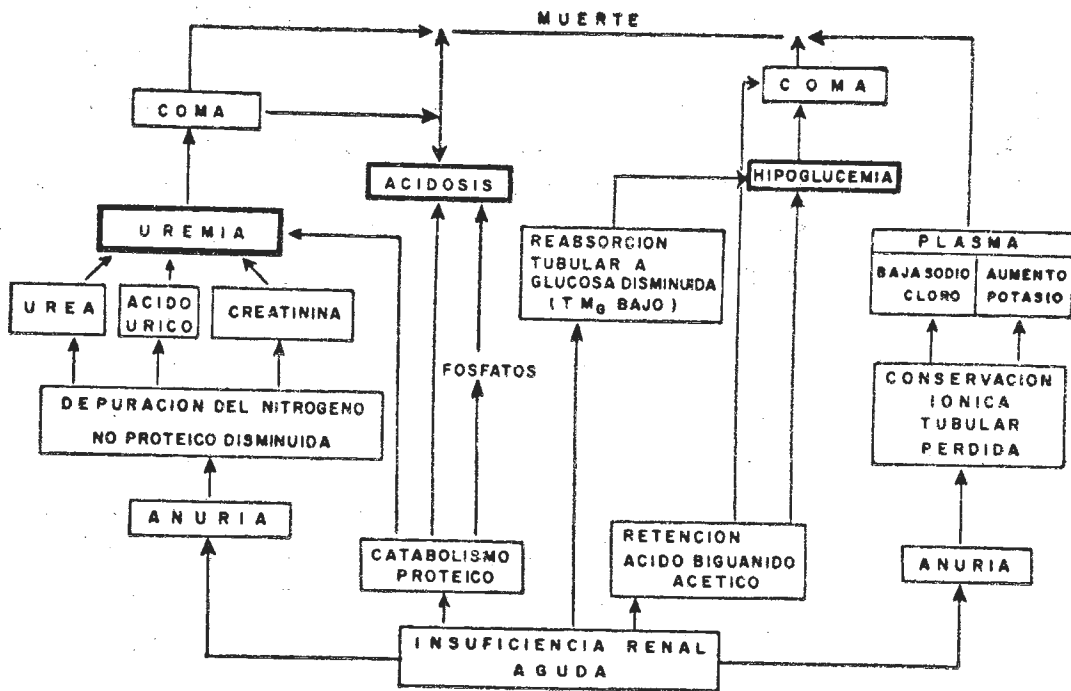 MUERTE
COMA
COMA
ACIDOSIS
HIPOGLUCEMIA
UREMIA
REABSORCION
TUBULAR A
GLUCOSA DISMINUIDA
(TMG BAJO)
PLASMA
BAJA SODIO
CLORO
AUMENTO
POTASIO
UREA
ACIDO
URICO
CREATININA
FOSFATOS
DEPURACION DEL NITROGENO
NO PROTEICO DISMINUIDA
CONSERVACION
IONICA
TUBULAR
PERDIDA
ANURIA
CATABOLISMO
PROTEICO
RETENCION
ACIDO BIGUANIDO
ACETICO
ANURIA
INSUFICIENCIA RENAL
AGUDA